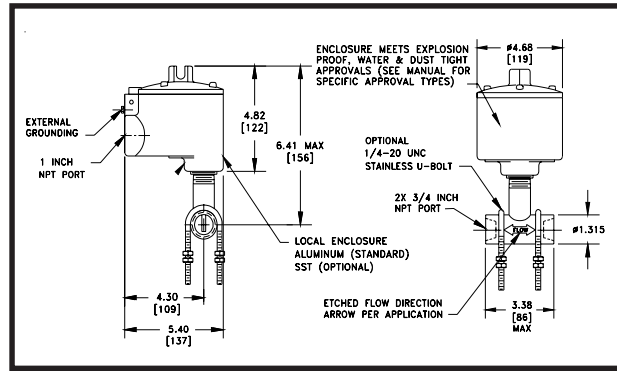 ENCLOSURE MEETS EXPLOSION
PROOF, WATER & DUST TIGHT
APPROVALS (SEE MANUAL FOR
SPECIFIC APPROVAL TYPES)
ø4.68
[119]
EXTERNAL
GROUNDING
1 INCH
NPT PORT
4.82
[122]
6.41 MAX
[156]
OPTIONAL
1/4-20 UNC
STAINLESS U-BOLT
2X 3/4 INCH
NPT PORT
FLOW
ø1.315
LOCAL ENCLOSURE
ALUMINUM (STANDARD)
SST (OPTIONAL)
4.30
[109]
5.40
[137]
ETCHED FLOW DIRECTION
ARROW PER APPLICATION
3.38
[86]
MAX